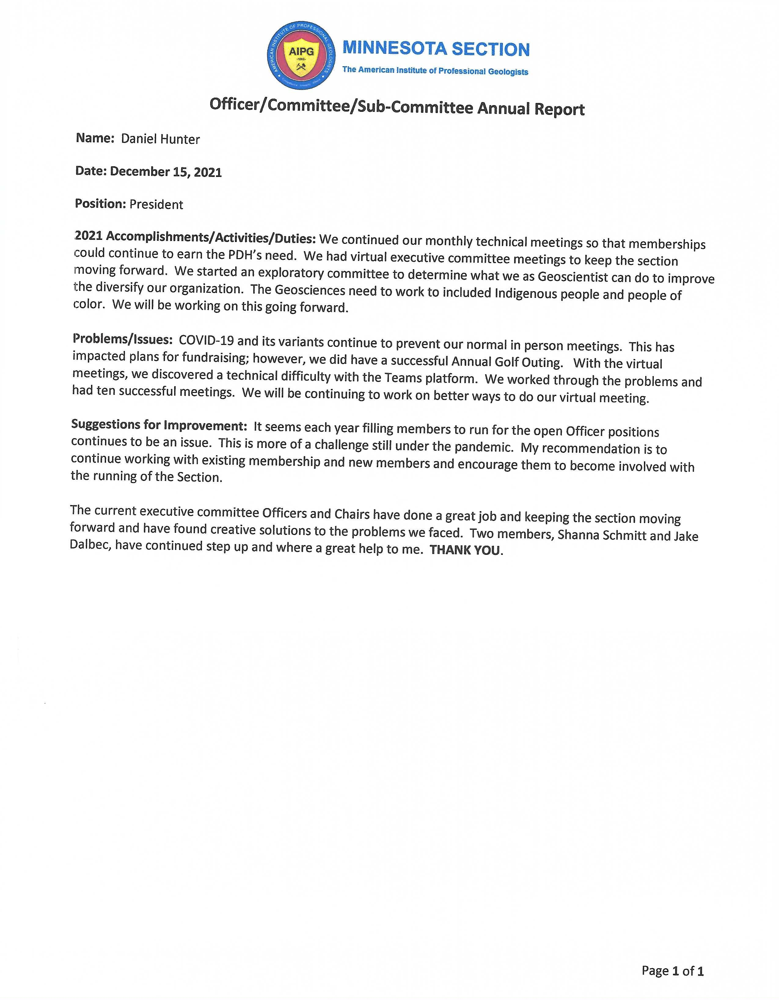 AMERICAN INSTITUTE OF PROFESSIONAL GEOLOGISTS
AIPG
MINNESOTA SECTION
The American Institute of Professional Geologists
Officer/Committee/Sub-Committee Annual Report
Name: Daniel Hunter
Date: December 15, 2021
Position: President
2021 Accomplishments/Activities/Duties: We continued our monthly technical meetings so that memberships
could continue to earn the PDH's need. We had virtual executive committee meetings to keep the section
moving forward. We started an exploratory committee to determine what we as Geoscientist can do to improve
the diversify our organization. The Geosciences need to work to included Indigenous people and people of
color. We will be working on this going forward.
Problems/Issues: COVID-19 and its variants continue to prevent our normal in person meetings. This has
impacted plans for fundraising; however, we did have a successful Annual Golf Outing. With the virtual
meetings, we discovered a technical difficulty with the Teams platform. We worked through the problems and
had ten successful meetings. We will be continuing to work on better ways to do our virtual meeting.
Suggestions for Improvement: It seems each year filling members to run for the open Officer positions
continues to be an issue. This is more of a challenge still under the pandemic. My recommendation is to
continue working with existing membership and new members and encourage them to become involved with
the running of the Section.
The current executive committee Officers and Chairs have done a great job and keeping the section moving
forward and have found creative solutions to the problems we faced. Two members, Shanna Schmitt and Jake
Dalbec, have continued step up and where a great help to me. THANK YOU.
Page 1 of 1